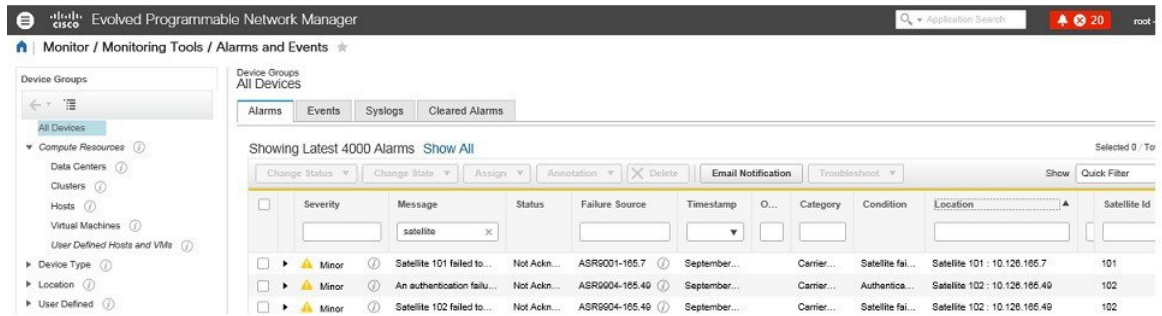 cisco Evolved Programmable Network Manager
Application Search
20
root -
Monitor / Monitoring Tools / Alarms and Events
Device Groups
All Devices
Compute Resources
Data Centers
Clusters
Hosts
Virtual Machines
User Defined Hosts and VMs
Device Type
Location
User Defined
Device Groups
All Devices
Alarms Events Syslogs Cleared Alarms
Showing Latest 4000 Alarms Show All
Selected 0 / To
Change Status Change State Assign Annotation Delete Email Notification Troubleshoot Show Quick Filter
Severity Message Status Failure Source Timestamp O... Category Condition Location Satellite Id
satellite
Minor Satellite 101 failed to... Not Ackn... ASR9001-165.7 September... Carrier... Satellite fai... Satellite 101 : 10.126.165.7 101
Minor An authentication failu... Not Ackn... ASR9904-165.49 September... Carrier... Authentica... Satellite 102 : 10.126.165.49 102
Minor Satellite 102 failed to... Not Ackn... ASR9904-165.49 September... Carrier... Satellite fai... Satellite 102 : 10.126.165.49 102